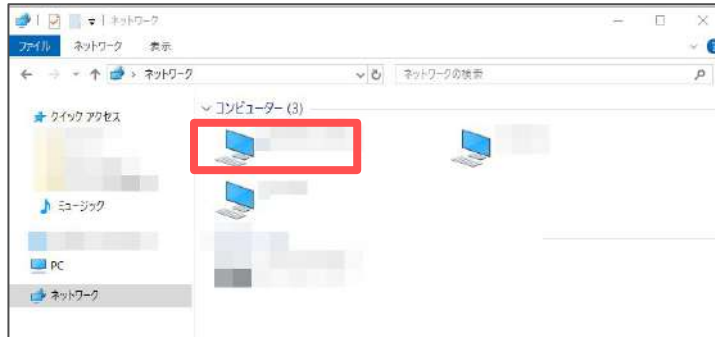 ネットワーク
ファイル ネットワーク 表示
ネットワーク ネットワークの検索
クイック アクセス
コンピューター (3)
ミュージック
PC
ネットワーク